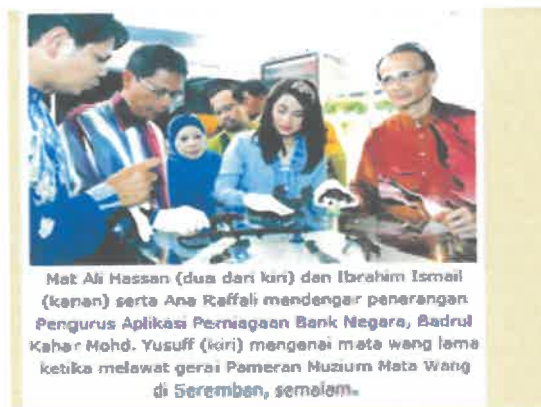 Mat Ali Hassan (dua dari kiri) dan Ibrahim Ismail
(kanan) serta Ana Raffali mendengar penerangan
Pengurus Aplikasi Perniagaan Bank Negara, Badrul
Kahar Mohd. Yusuff (kiri) mengenai mata wang lama
ketika melawat gerai Pameran Muzium Mata Wang
di Seremban, semalam.